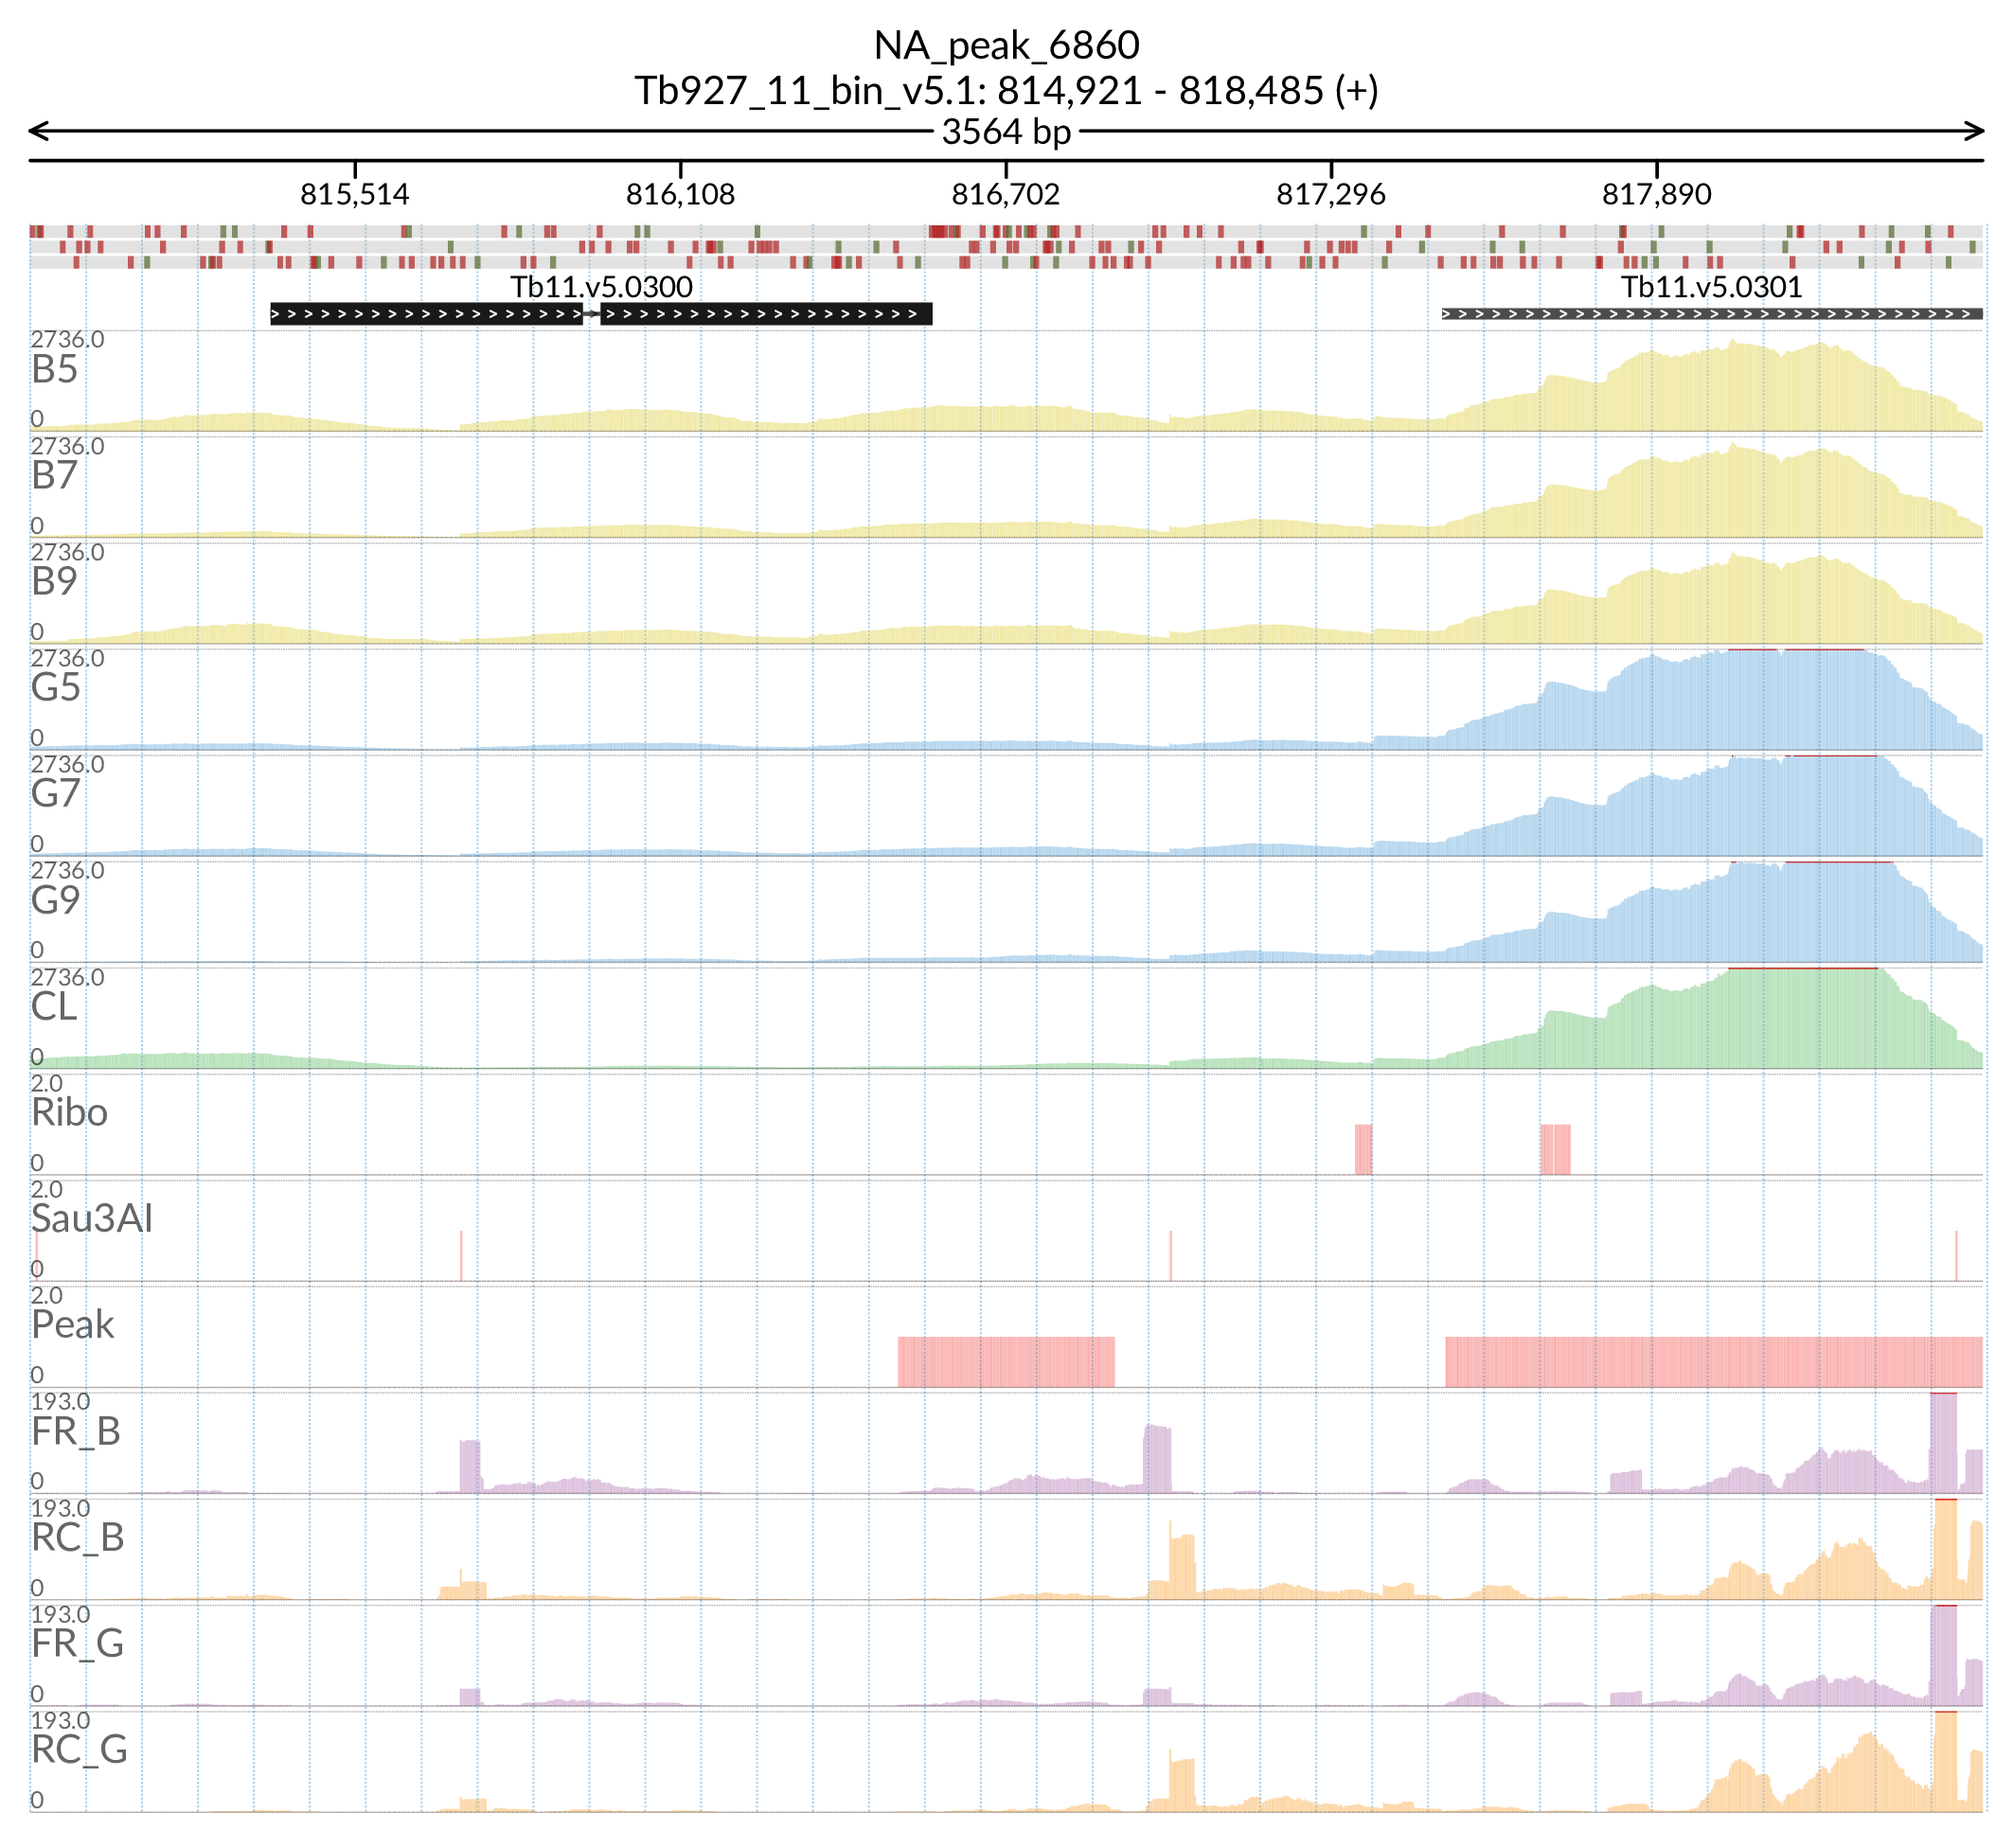 NA_peak_6860
Tb927_11_bin_v5.1: 814,921 - 818,485 (+)
3564 bp
815,514 816,108 816,702 817,296 817,890
Tb11.v5.0300 Tb11.v5.0301
2736.0
B5
0
2736.0
B7
0
2736.0
B9
0
2736.0
G5
0
2736.0
G7
0
2736.0
G9
0
2736.0
CL
0
2.0
Ribo
0
2.0
Sau3AI
0
2.0
Peak
0
193.0
FR_B
0
193.0
RC_B
0
193.0
FR_G
0
193.0
RC_G
0